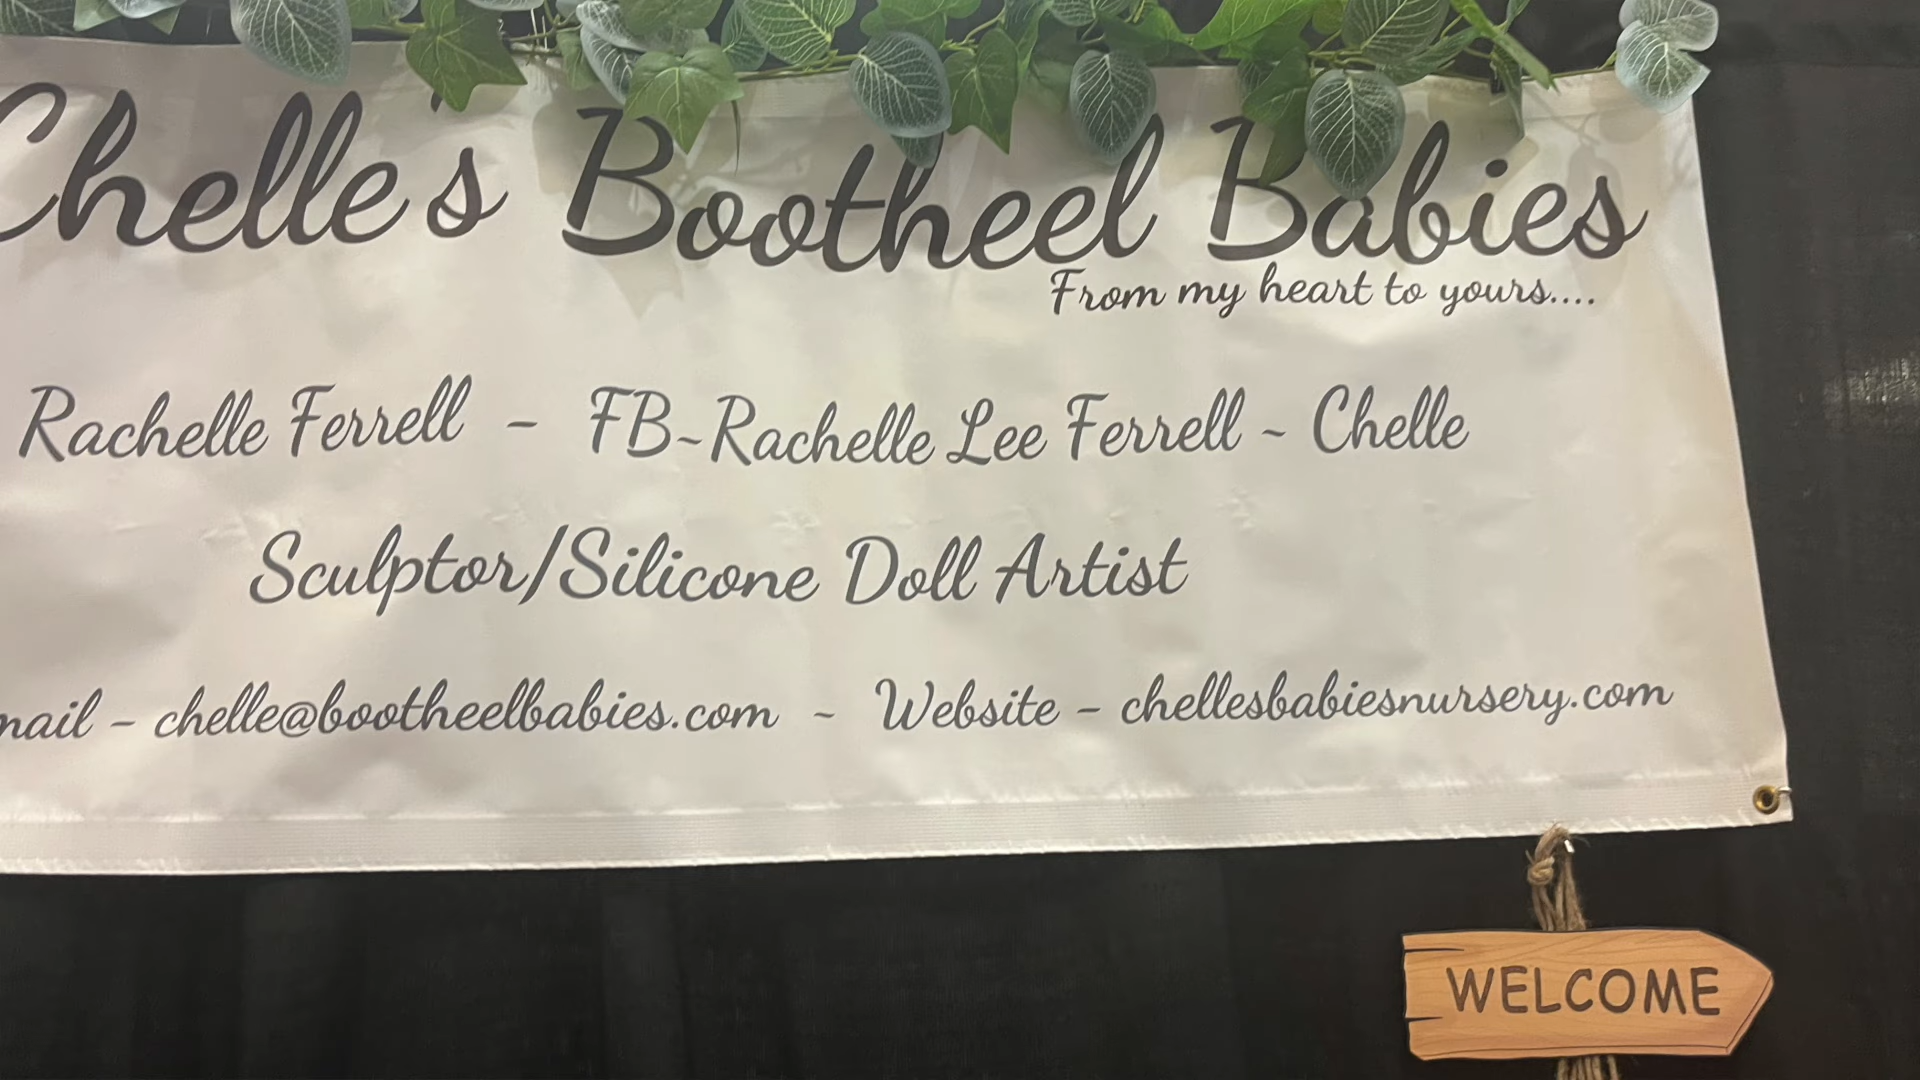 Chelle's Bootheel Babies
From my heart to yours....
Rachelle Ferrell - FB-Rachelle Lee Ferrell - Chelle
Sculptor/Silicone Doll Artist
mail - chelle@bootheelbabies.com - Website - chellesbabiesnursery.com
WELCOME